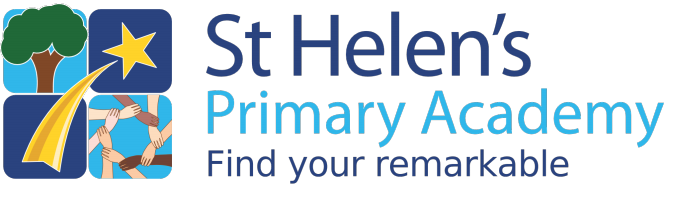 St Helen's
Primary Academy
Find your remarkable